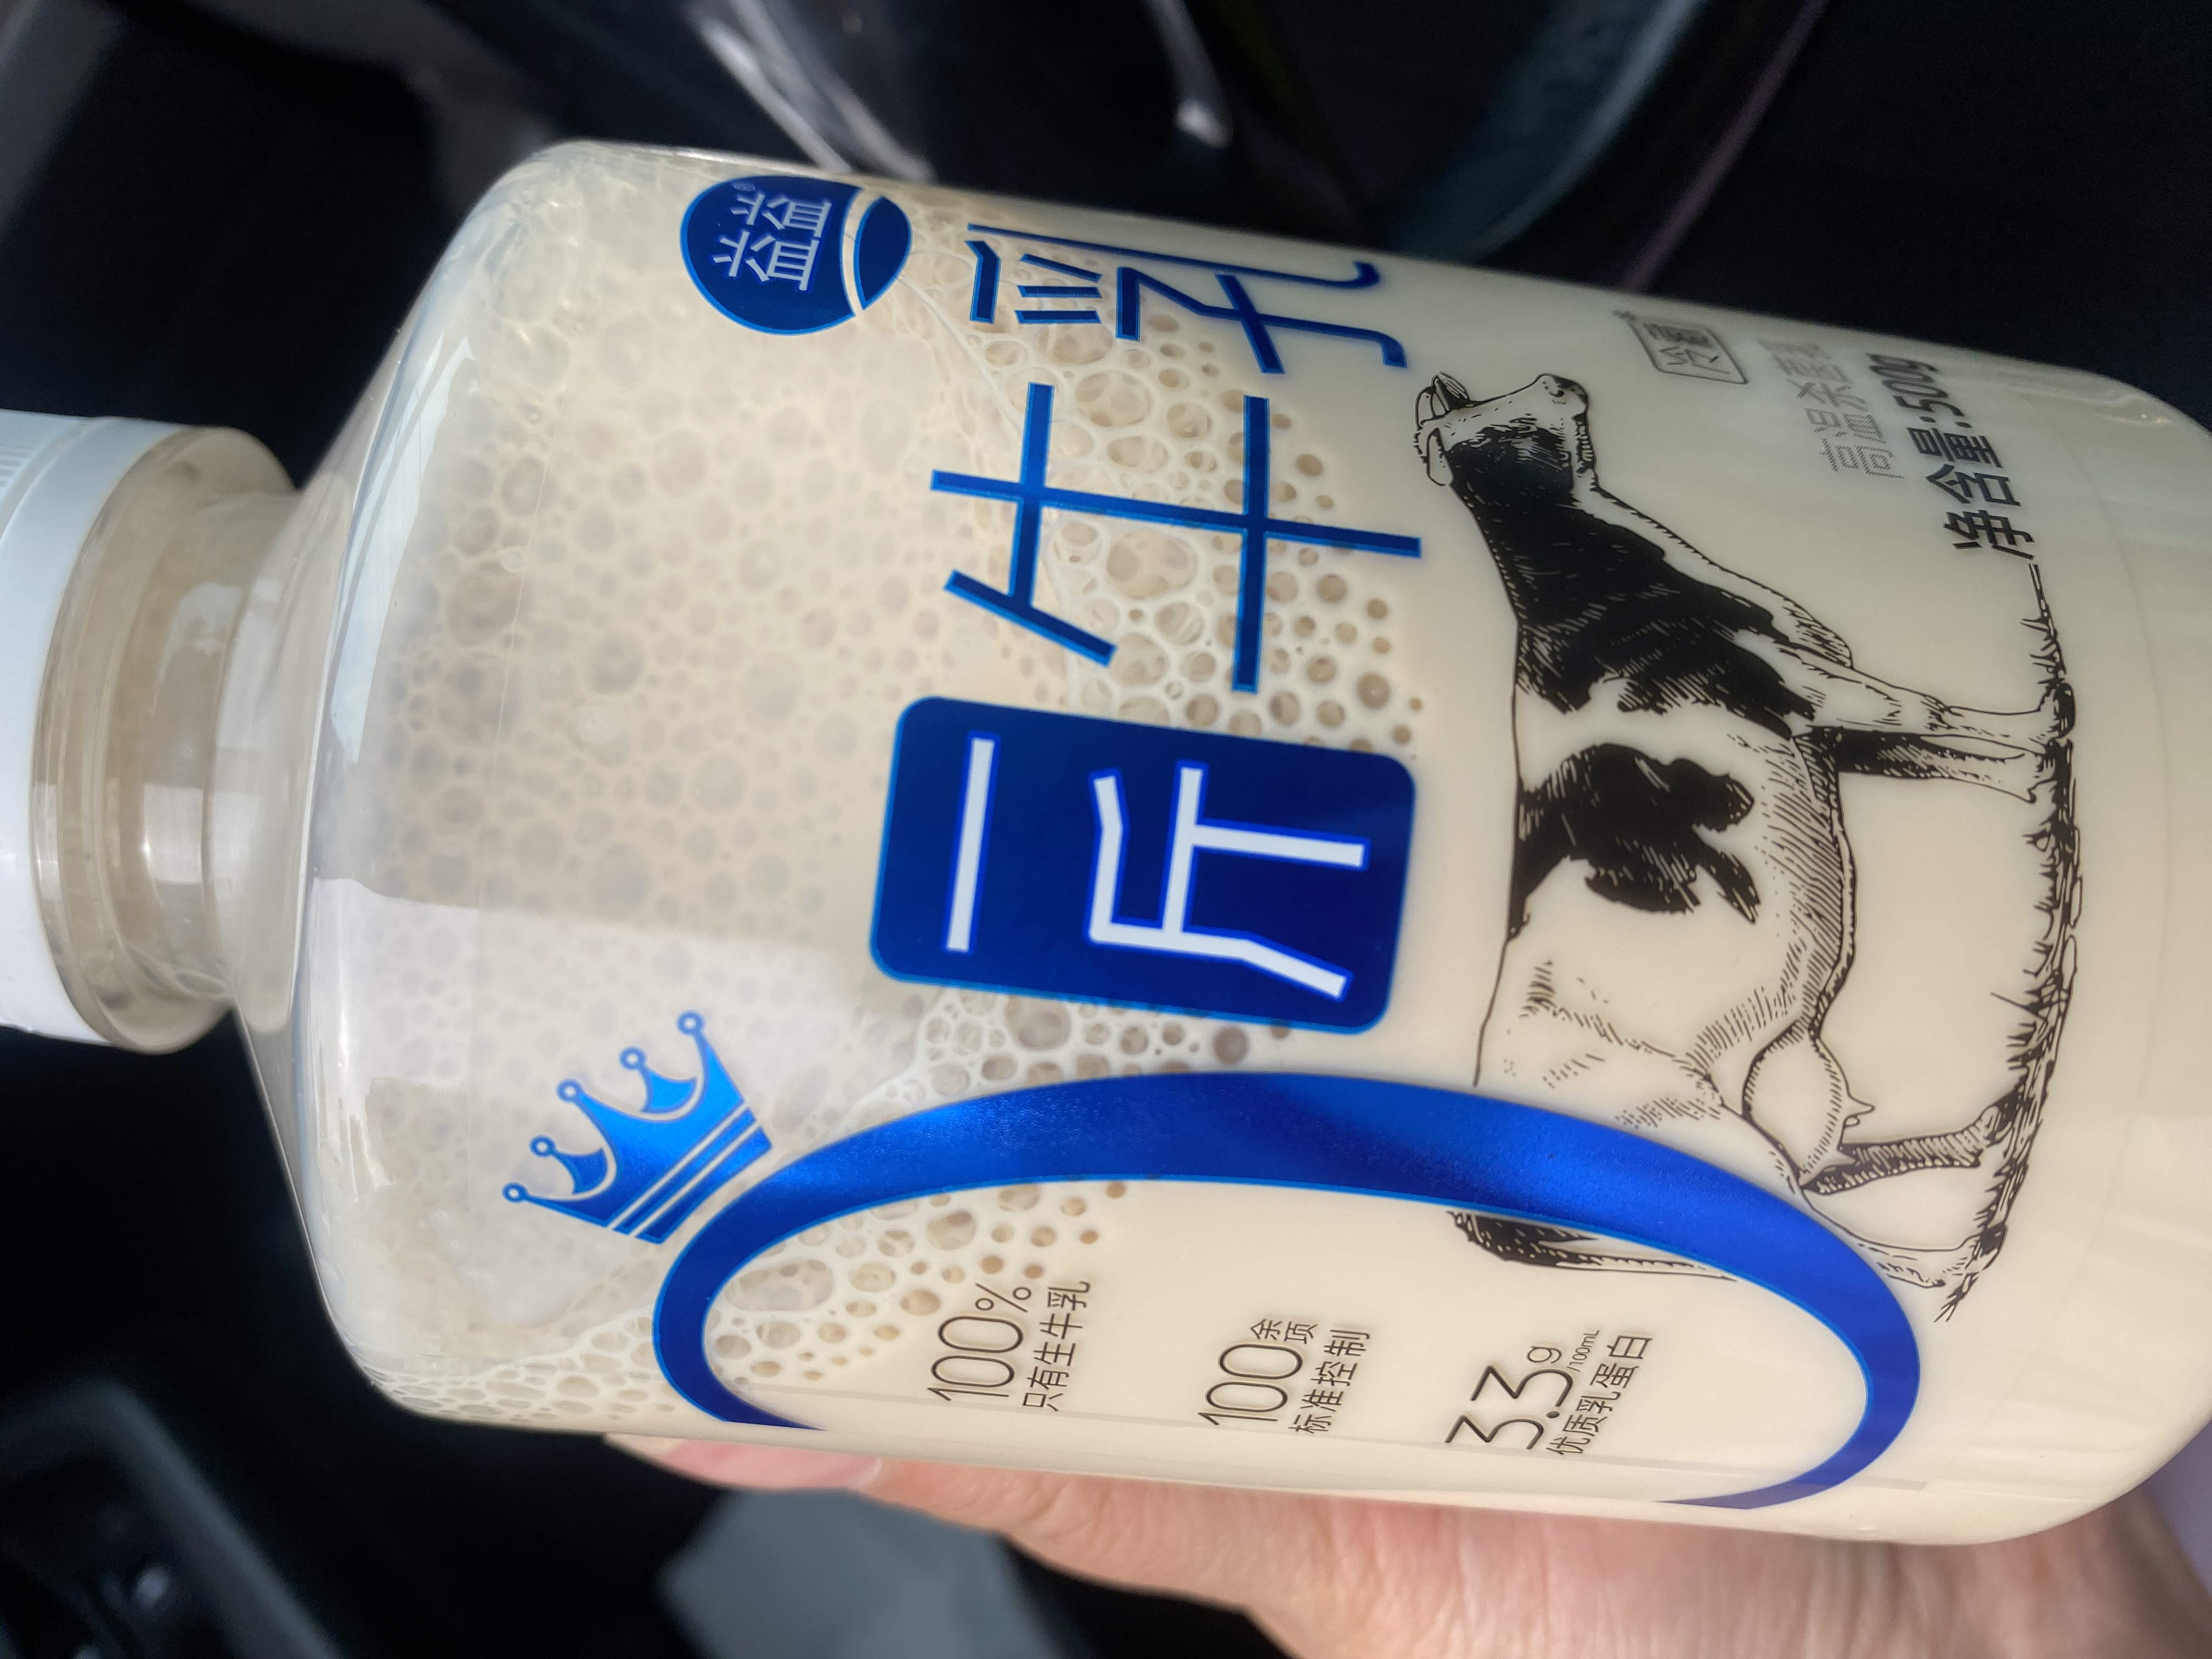 益益®
一斤
牛乳
100%
只有生牛乳
100余项
标准控制
3.3g/100mL
优质乳蛋白
冷藏
高温杀菌乳
净含量:500g